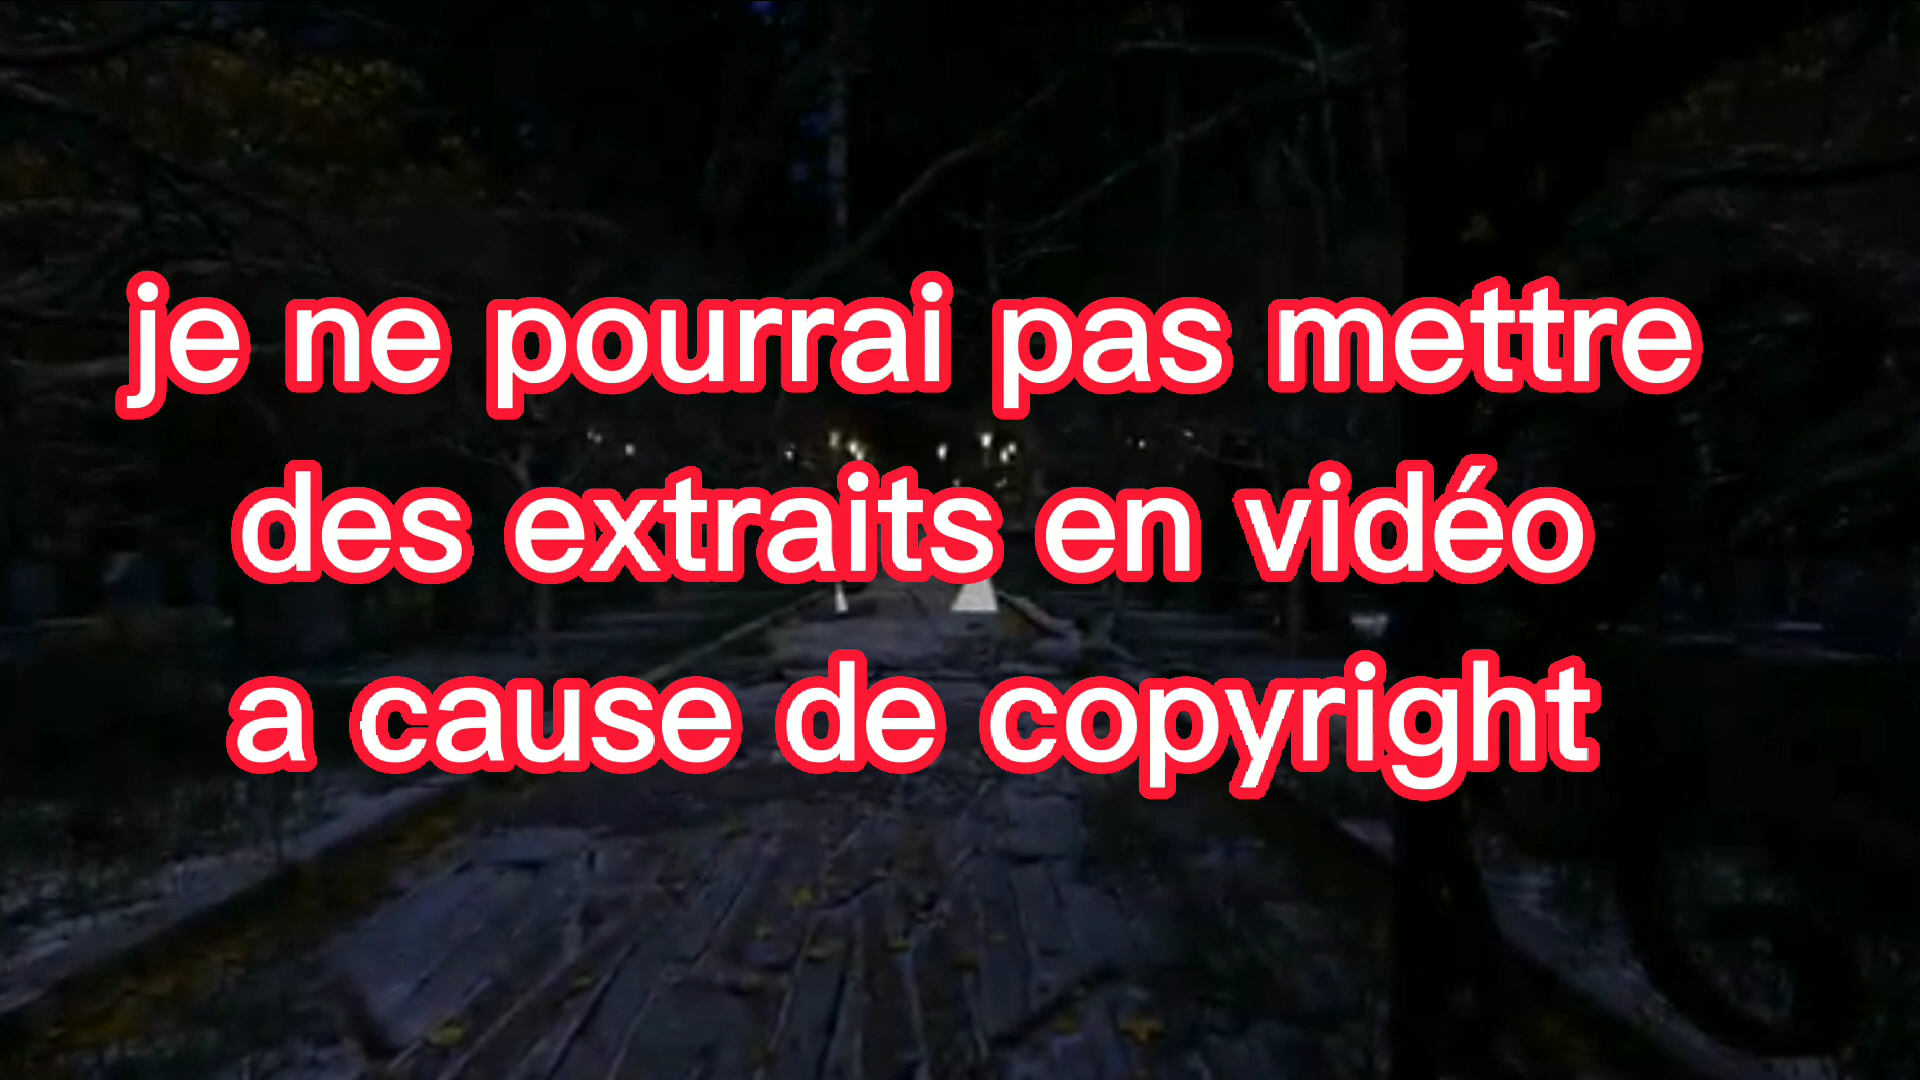 je ne pourrai pas mettre
des extraits en vidéo
a cause de copyright